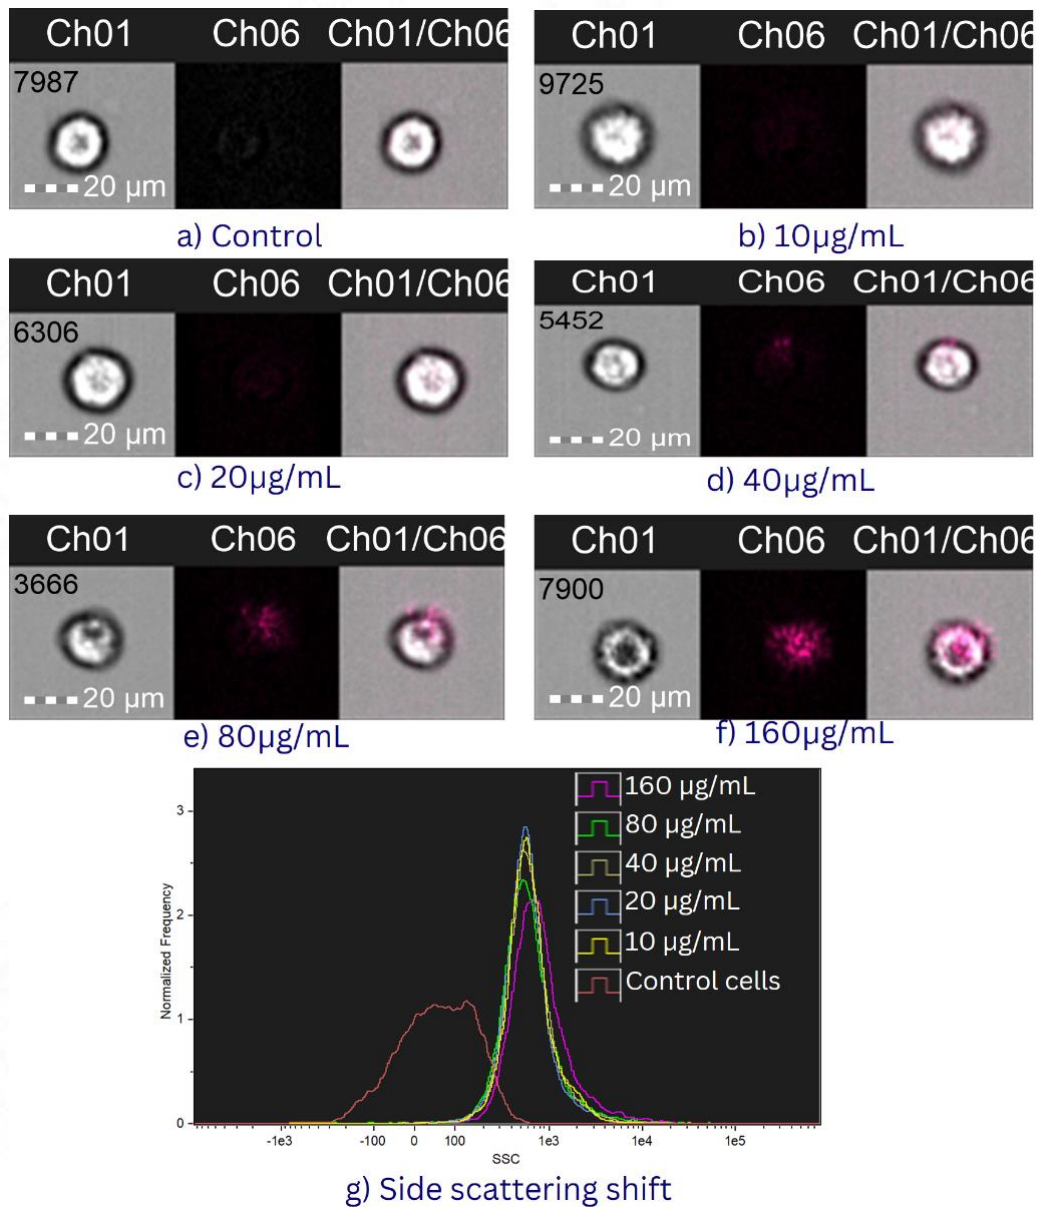 Ch01 Ch06 Ch01/Ch06
7987
20 µm
a) Control
Ch01 Ch06 Ch01/Ch06
9725
20 µm
b) 10µg/mL
Ch01 Ch06 Ch01/Ch06
6306
20 µm
c) 20µg/mL
Ch01 Ch06 Ch01/Ch06
5452
20 µm
d) 40µg/mL
Ch01 Ch06 Ch01/Ch06
3666
20 µm
e) 80µg/mL
Ch01 Ch06 Ch01/Ch06
7900
20 µm
f) 160µg/mL
160 µg/mL
80 µg/mL
40 µg/mL
20 µg/mL
10 µg/mL
Control cells
Normalized Frequency
3
2
1
0
-1e3 -100 0 100 1e3 1e4 1e5
SSC
g) Side scattering shift